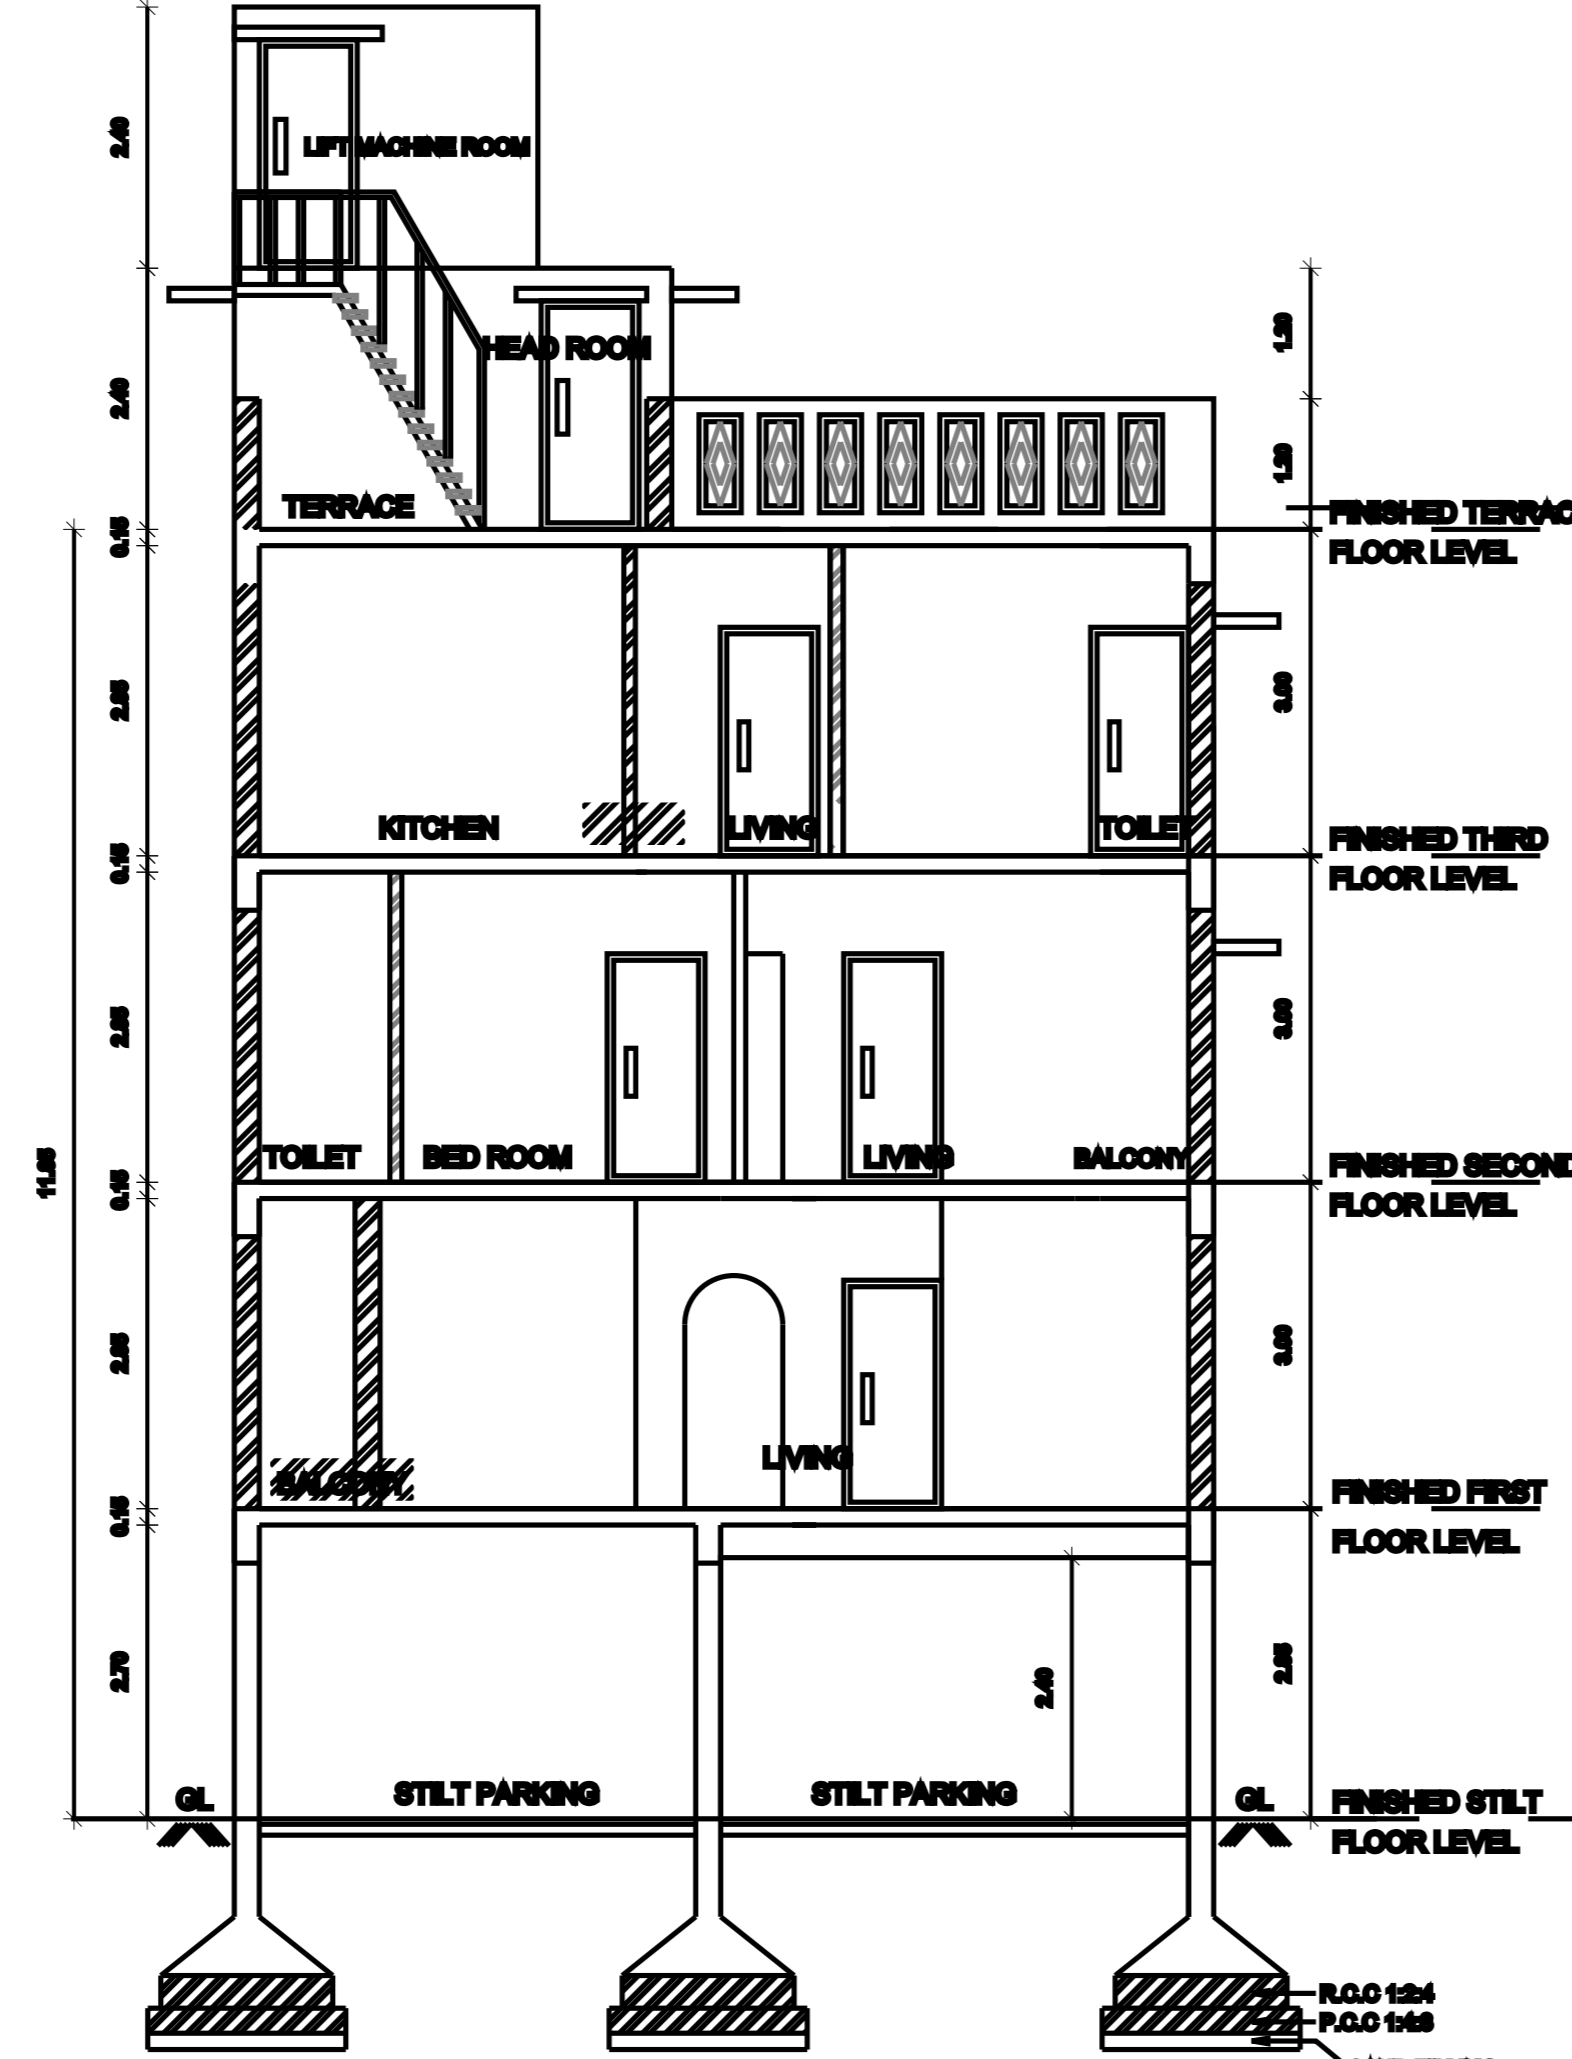 2.40
LIFT MACHINE ROOM
HEAD ROOM
1.20
2.40
1.20
TERRACE
FINISHED TERRAC
FLOOR LEVEL
0.15
2.85
3.00
KITCHEN
LIVING
TOILET
FINISHED THIRD
FLOOR LEVEL
0.15
2.85
3.00
TOILET
BED ROOM
LIVING
BALCONY
FINISHED SECOND
FLOOR LEVEL
11.85
0.15
2.85
3.00
LIVING
BALCONY
FINISHED FIRST
FLOOR LEVEL
0.15
2.70
2.40
2.85
STILT PARKING
STILT PARKING
GL
GL
FINISHED STILT
FLOOR LEVEL
R.C.C 1:2:4
P.C.C 1:4:8